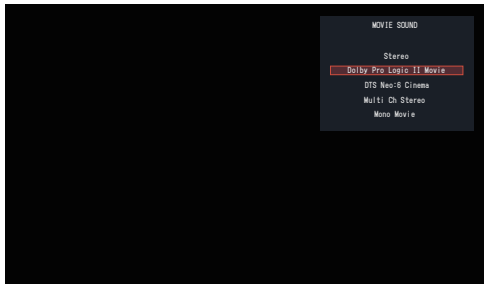 MOVIE SOUND
Stereo
Dolby Pro Logic II Movie
DTS Neo:6 Cinema
Multi Ch Stereo
Mono Movie